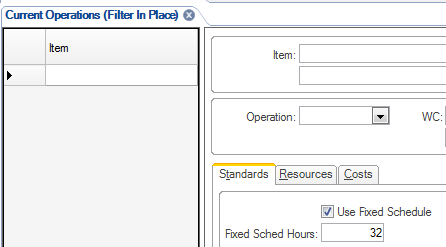 Current Operations (Filter In Place)
Item
Item:
Operation:
WC:
Standards Resources Costs
Use Fixed Schedule
Fixed Sched Hours: 32